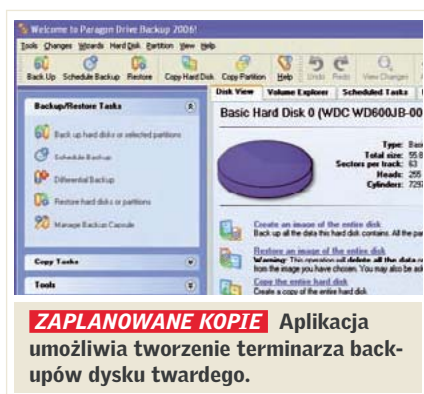 Welcome to Paragon Drive Backup 2006!
Tools Changes Wizards Hard Disk Partition View Help
Back Up Schedule Backup Restore Copy Hard Disk Copy Partition Help Undo Redo View Changes
Disk View Volume Explorer Scheduled Tasks
Backup/Restore Tasks
Back up hard disks or selected partitions
Schedule Backup
Differential Backup
Restore hard disks or partitions
Manage Backup Capsule
Copy Tasks
Tools
Basic Hard Disk 0 (WDC WD600JB-00
Type: Basi
Total size: 55.8
Sectors per track: 63
Heads: 255
Cylinders: 7297
Create an image of the entire disk
Back up all the data this hard disk contains. All the par
Restore an image of the entire disk
Warning: This operation will delete all the data o
from the image you have chosen. You may also be ask
Copy the entire hard disk
Create a copy of the entire hard disk
ZAPLANOWANE KOPIE Aplikacja
umożliwia tworzenie terminarza back-
upów dysku twardego.